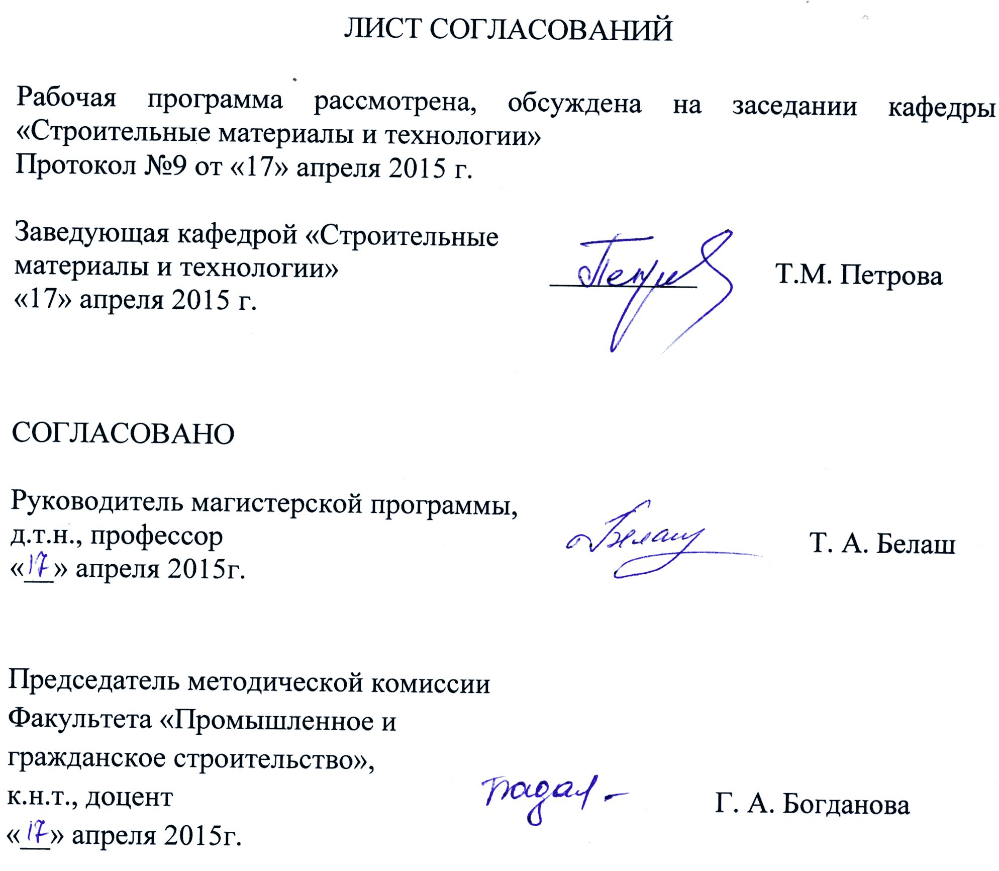 ЛИСТ СОГЛАСОВАНИЙ
Рабочая программа рассмотрена, обсуждена на заседании кафедры
«Строительные материалы и технологии»
Протокол №9 от «17» апреля 2015 г.
Заведующая кафедрой «Строительные
материалы и технологии» Т.М. Петрова
«17» апреля 2015 г.
СОГЛАСОВАНО
Руководитель магистерской программы,
д.т.н., профессор Т. А. Белаш
«17» апреля 2015г.
Председатель методической комиссии
Факультета «Промышленное и
гражданское строительство»,
к.н.т., доцент Г. А. Богданова
«17» апреля 2015г.